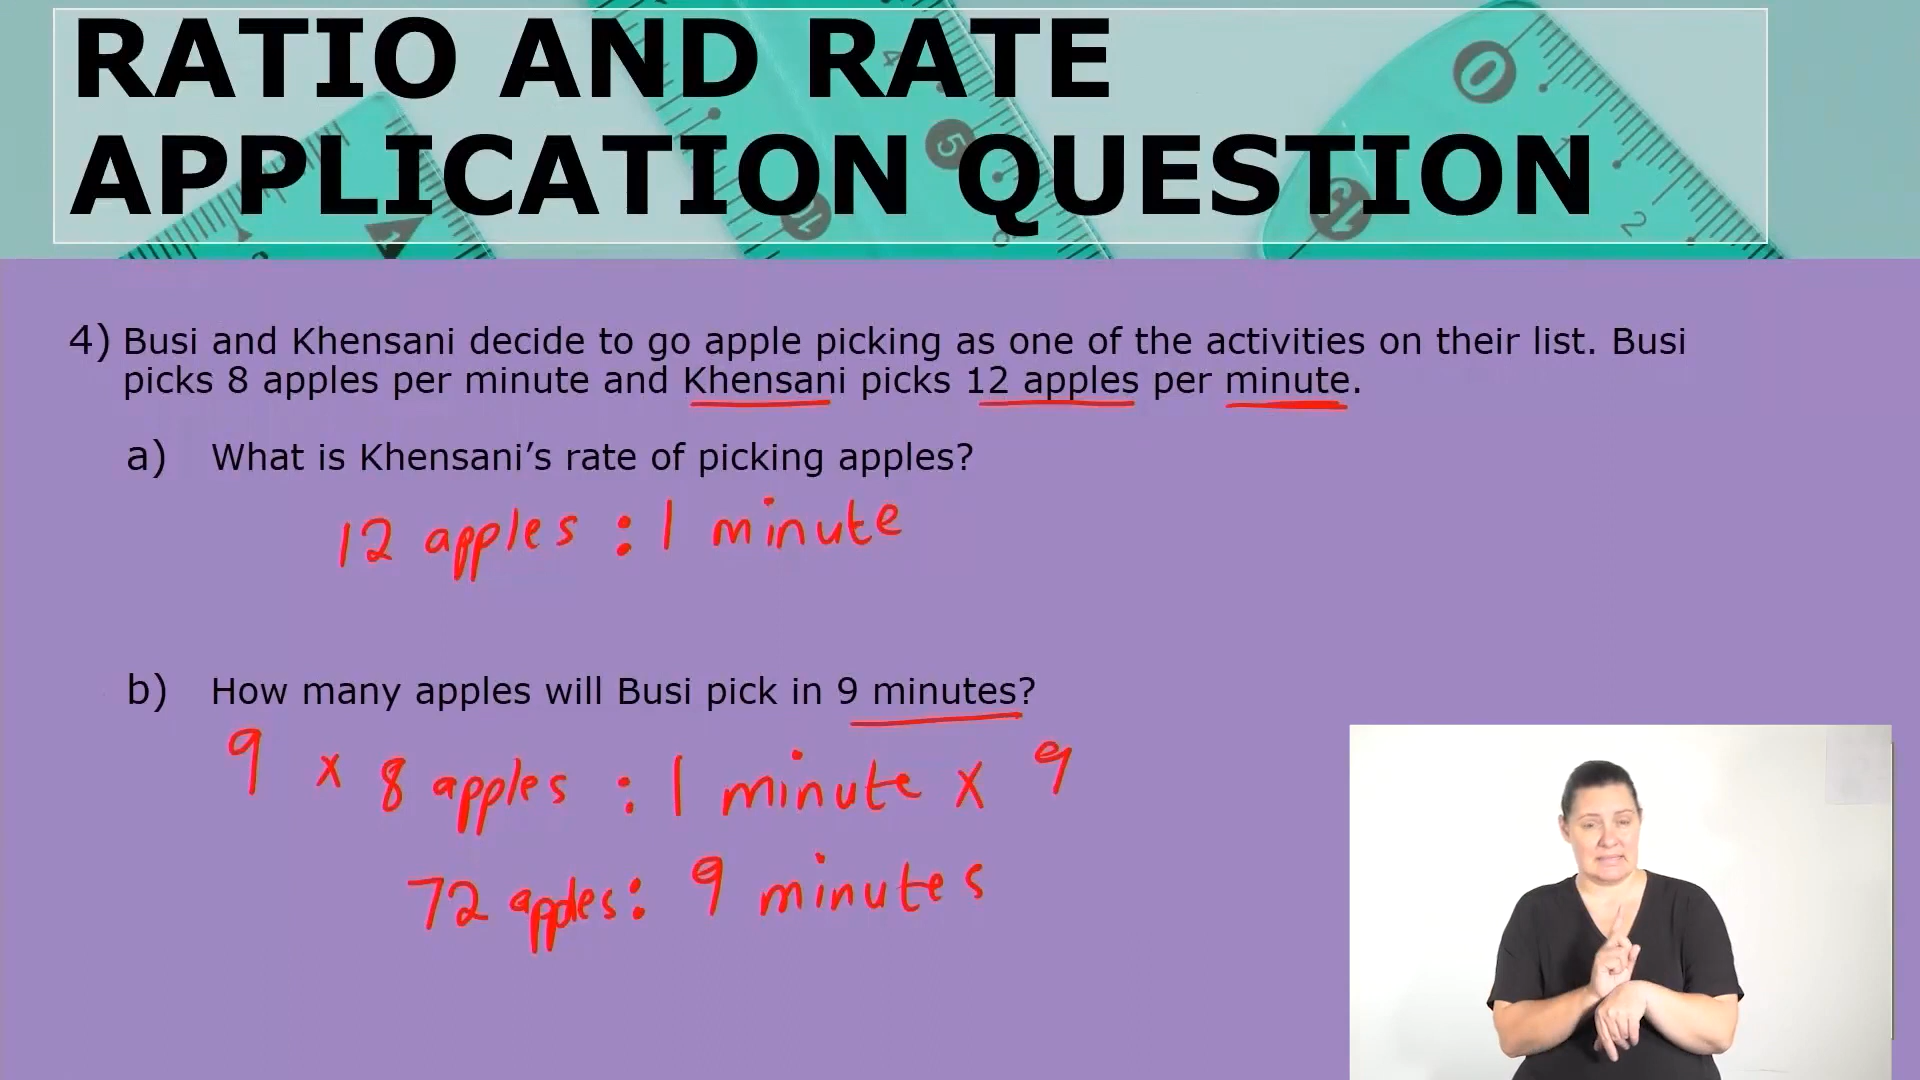 RATIO AND RATE
APPLICATION QUESTION
4) Busi and Khensani decide to go apple picking as one of the activities on their list. Busi
picks 8 apples per minute and Khensani picks 12 apples per minute.
a) What is Khensani’s rate of picking apples?
12 apples : 1 minute
b) How many apples will Busi pick in 9 minutes?
9 x 8 apples : 1 minute x 9
72 apples : 9 minutes